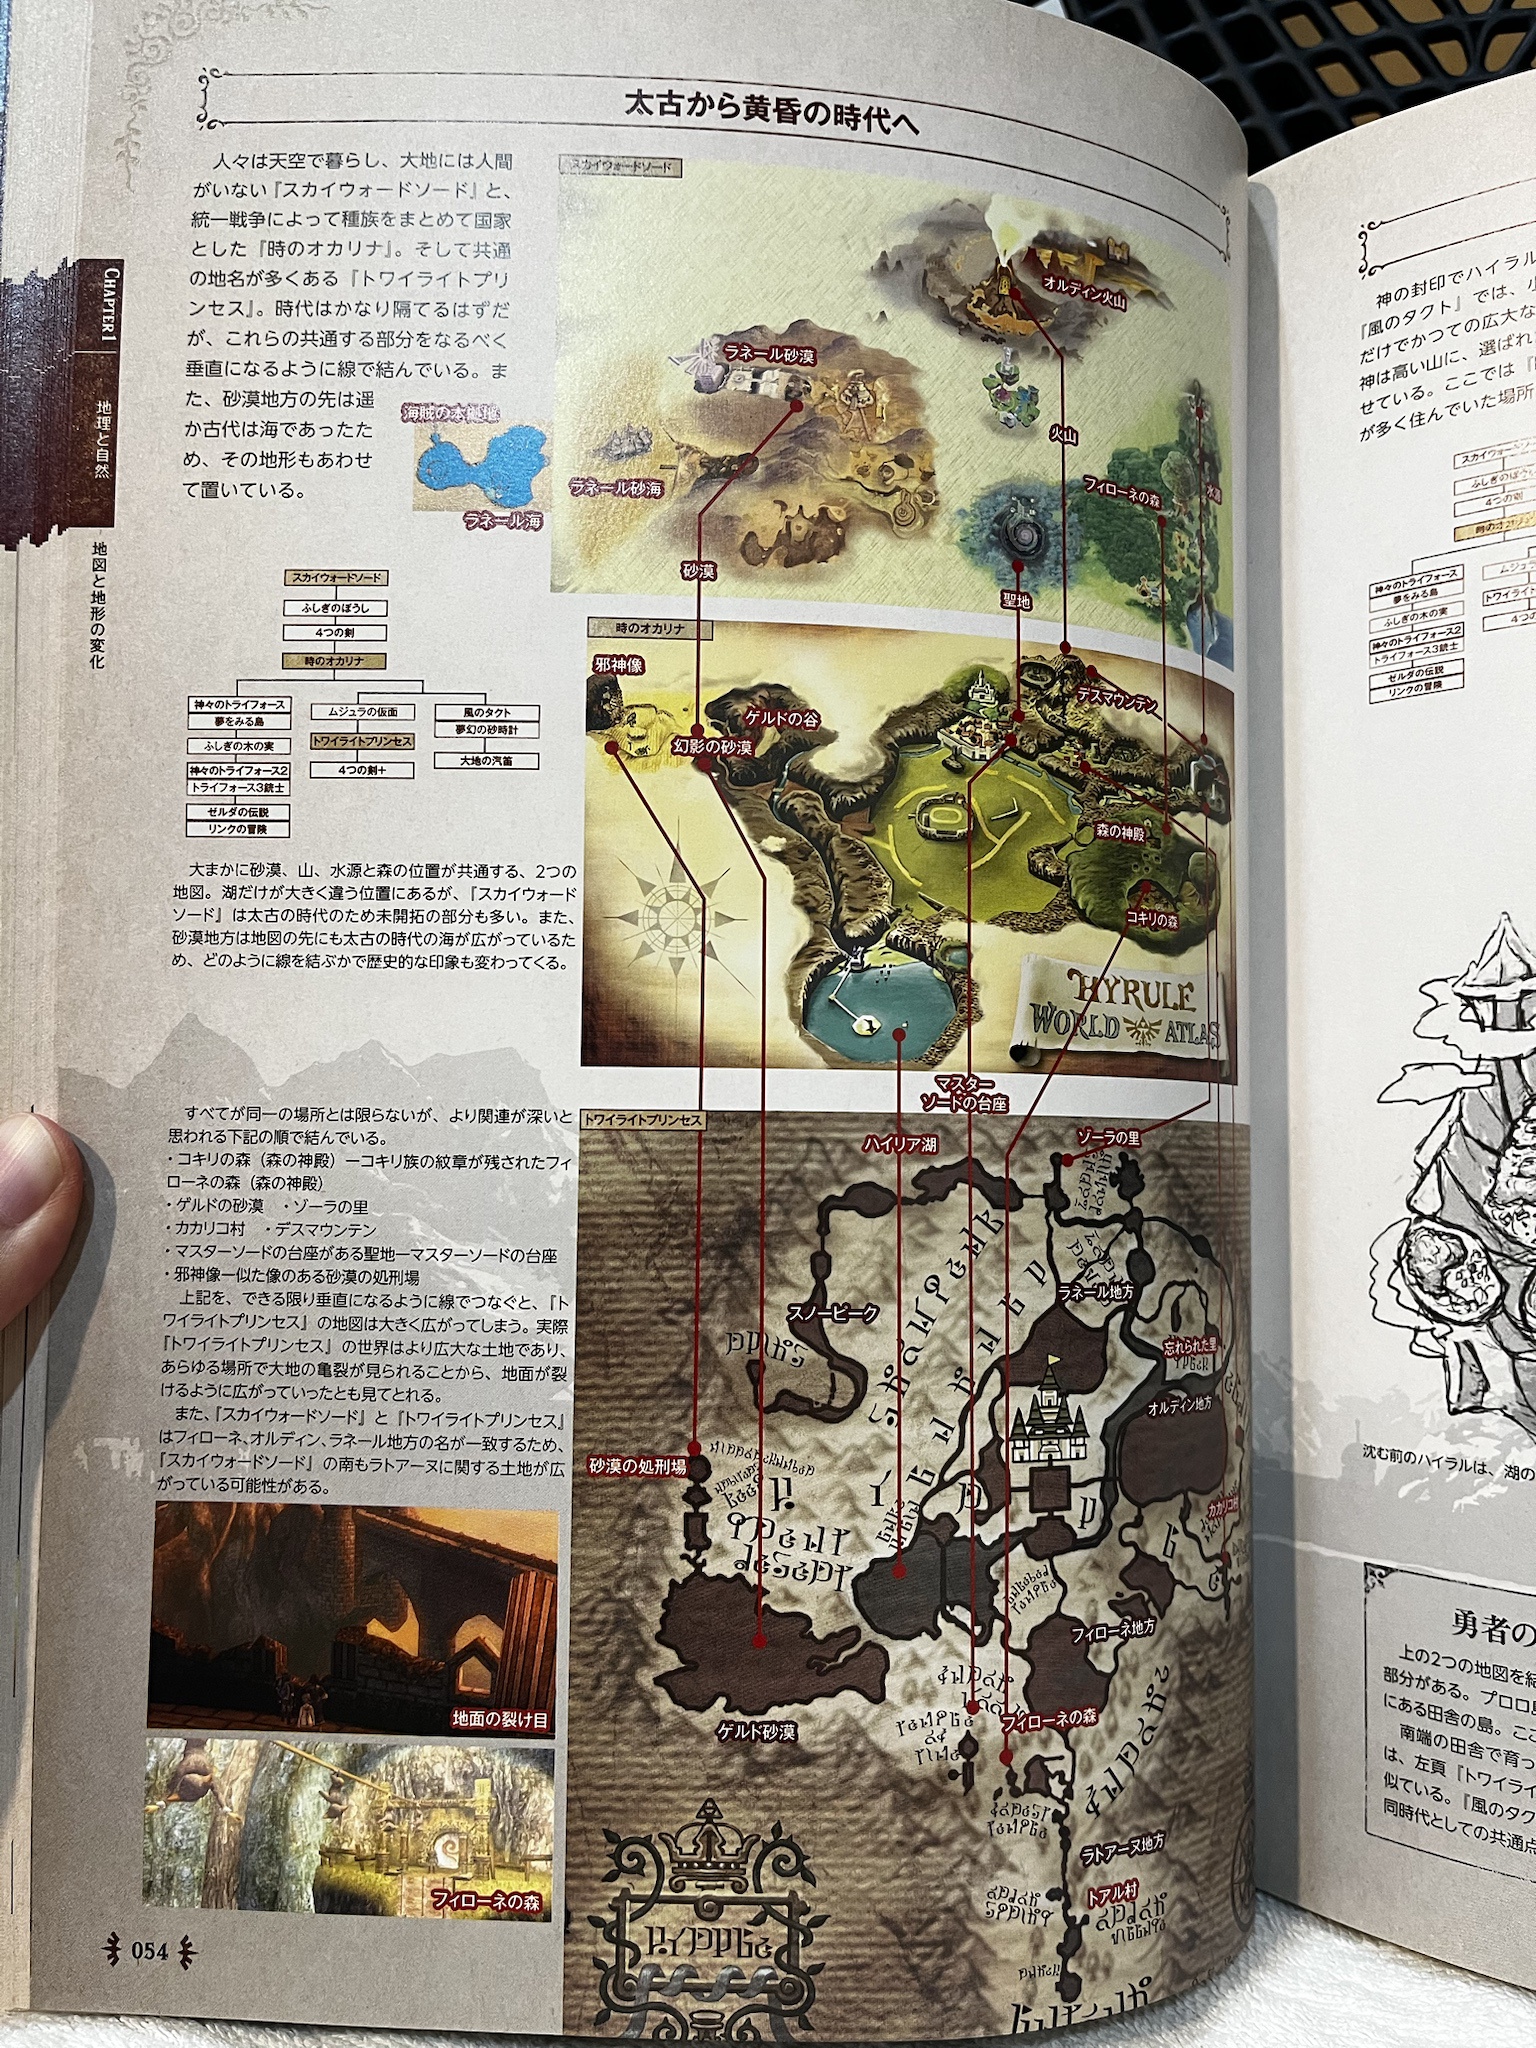 太古から黄昏の時代へ
人々は天空で暮らし、大地には人間
がいない『スカイウォードソード』と、
統一戦争によって種族をまとめて国家
とした『時のオカリナ』。そして共通
の地名が多くある『トワイライトプリ
ンセス』。時代はかなり隔てるはずだ
が、これらの共通する部分をなるべく
垂直になるように線で結んでいる。ま
た、砂漠地方の先は遥
か古代は海であったた
め、その地形もあわせ
て置いている。
海賊の本拠地
ラネール海
CHAPTER 1
地理と自然
地図と地形の変化
スカイウォードソード
ふしぎのぼうし
4つの剣
時のオカリナ
神々のトライフォース
夢をみる島
ふしぎの木の実
神々のトライフォース2
トライフォース3銃士
ゼルダの伝説
リンクの冒険
ムジュラの仮面
トワイライトプリンセス
4つの剣+
風のタクト
夢幻の砂時計
大地の汽笛
大まかに砂漠、山、水源と森の位置が共通する、2つの
地図。湖だけが大きく違う位置にあるが、『スカイウォード
ソード』は太古の時代のため未開拓の部分も多い。また、
砂漠地方は地図の先にも太古の時代の海が広がっているた
め、どのように線を結ぶかで歴史的な印象も変わってくる。
すべてが同一の場所とは限らないが、より関連が深いと
思われる下記の順で結んでいる。
・コキリの森（森の神殿）―コキリ族の紋章が残されたフィ
ローネの森（森の神殿）
・ゲルドの砂漠　・ゾーラの里
・カカリコ村　・デスマウンテン
・マスターソードの台座がある聖地―マスターソードの台座
・邪神像―似た像のある砂漠の処刑場
上記を、できる限り垂直になるように線でつなぐと、『ト
ワイライトプリンセス』の地図は大きく広がってしまう。実際
『トワイライトプリンセス』の世界はより広大な土地であり、
あらゆる場所で大地の亀裂が見られることから、地面が裂
けるように広がっていったとも見てとれる。
また、『スカイウォードソード』と『トワイライトプリンセス』
はフィローネ、オルディン、ラネール地方の名が一致するため、
『スカイウォードソード』の南もラトアーヌに関する土地が広
がっている可能性がある。
地面の裂け目
フィローネの森
054
スカイウォードソード
オルディン火山
ラネール砂漠
ラネール砂海
火山
フィローネの森
水源
砂漠
聖地
時のオカリナ
邪神像
ゲルドの谷
幻影の砂漠
デスマウンテン
森の神殿
コキリの森
HYRULE
WORLD ATLAS
マスター
ソードの台座
ハイリア湖
ゾーラの里
トワイライトプリンセス
スノーピーク
ラネール地方
忘れられた里
オルディン地方
砂漠の処刑場
カカリコ村
フィローネ地方
ゲルド砂漠
フィローネの森
ラトアーヌ地方
トアル村
神の封印でハイラル
『風のタクト』では、
だけでかつての広大な
神は高い山に、選ばれ
せている。ここでは
が多く住んでいた場所
神々のトライフォース
夢をみる島
ふしぎの木の実
神々のトライフォース2
トライフォース3銃士
ゼルダの伝説
リンクの冒険
沈む前のハイラルは、湖の
勇者の
上の2つの地図を結
部分がある。プロロ島
にある田舎の島。ここ
南端の田舎で育っ
は、左頁『トワイライ
似ている。『風のタク
同時代としての共通点